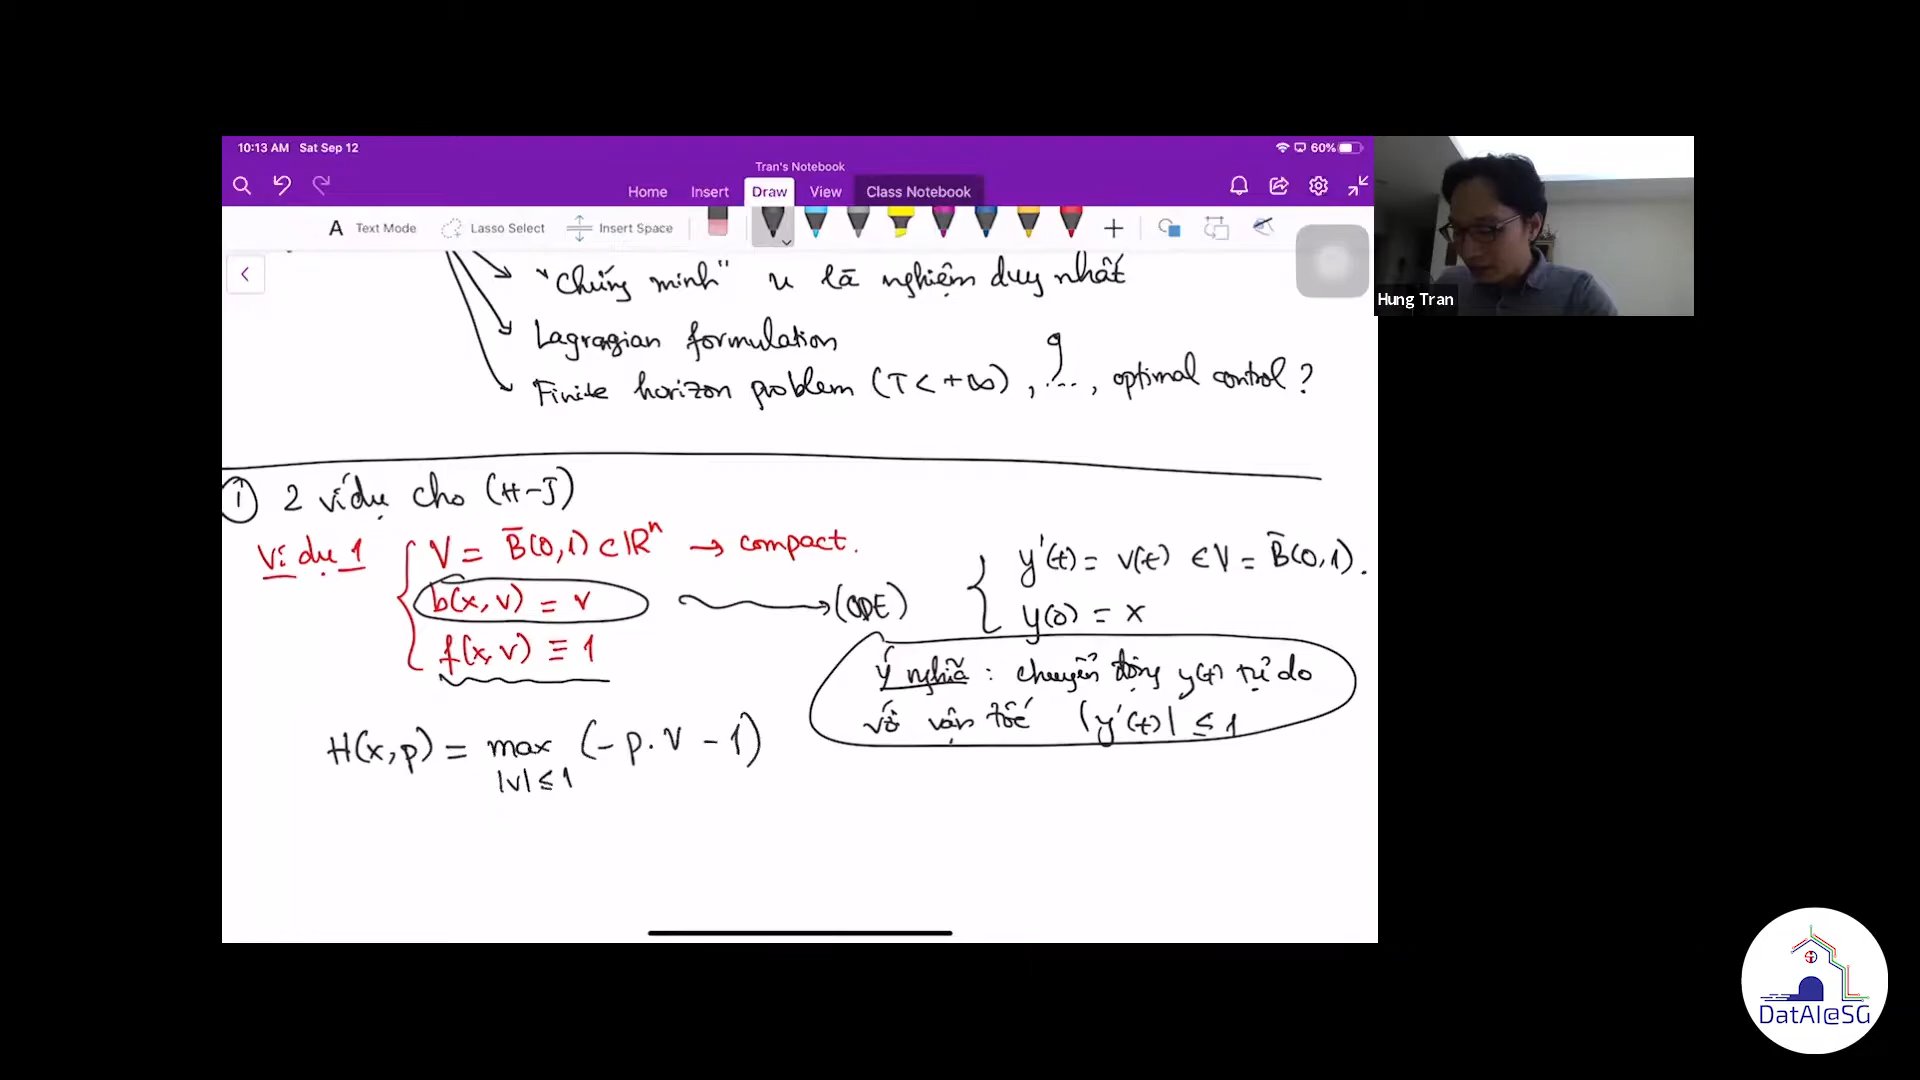 10:13 AM Sat Sep 12
60%
Tran's Notebook
Home Insert Draw View Class Notebook
A Text Mode Lasso Select Insert Space
Hung Tran
"Chứng minh" u là nghiệm duy nhất
Lagragian formulation
g
Finite horizon problem (T < +∞) , ... , optimal control ?
① 2 ví dụ cho (H-J)
Ví dụ 1 { V = B̄(0,1) ⊂ ℝⁿ → compact.
b(x,v) = v → (ODE) { y'(t) = v(t) ∈ V = B̄(0,1).
y(0) = x
f(x,v) ≡ 1
Ý nghĩa : chuyển động y(t) tự do
với vận tốc |y'(t)| ≤ 1
H(x,p) = max (-p.v - 1)
|v| ≤ 1
DatAI@SG